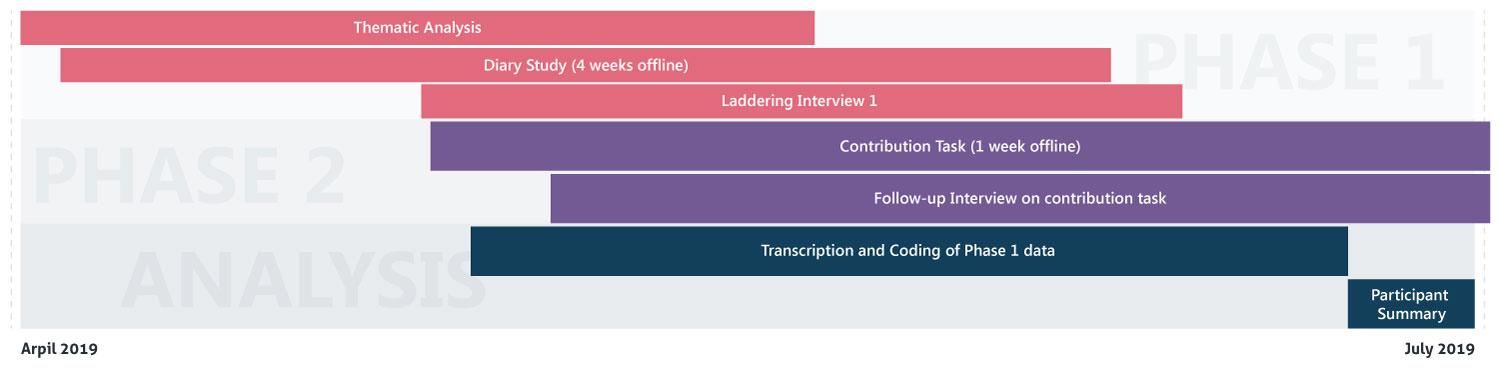 Thematic Analysis
PHASE 1
Diary Study (4 weeks offline)
Laddering Interview 1
PHASE 2
Contribution Task (1 week offline)
Follow-up Interview on contribution task
ANALYSIS
Transcription and Coding of Phase 1 data
Participant
Summary
Arpil 2019
July 2019